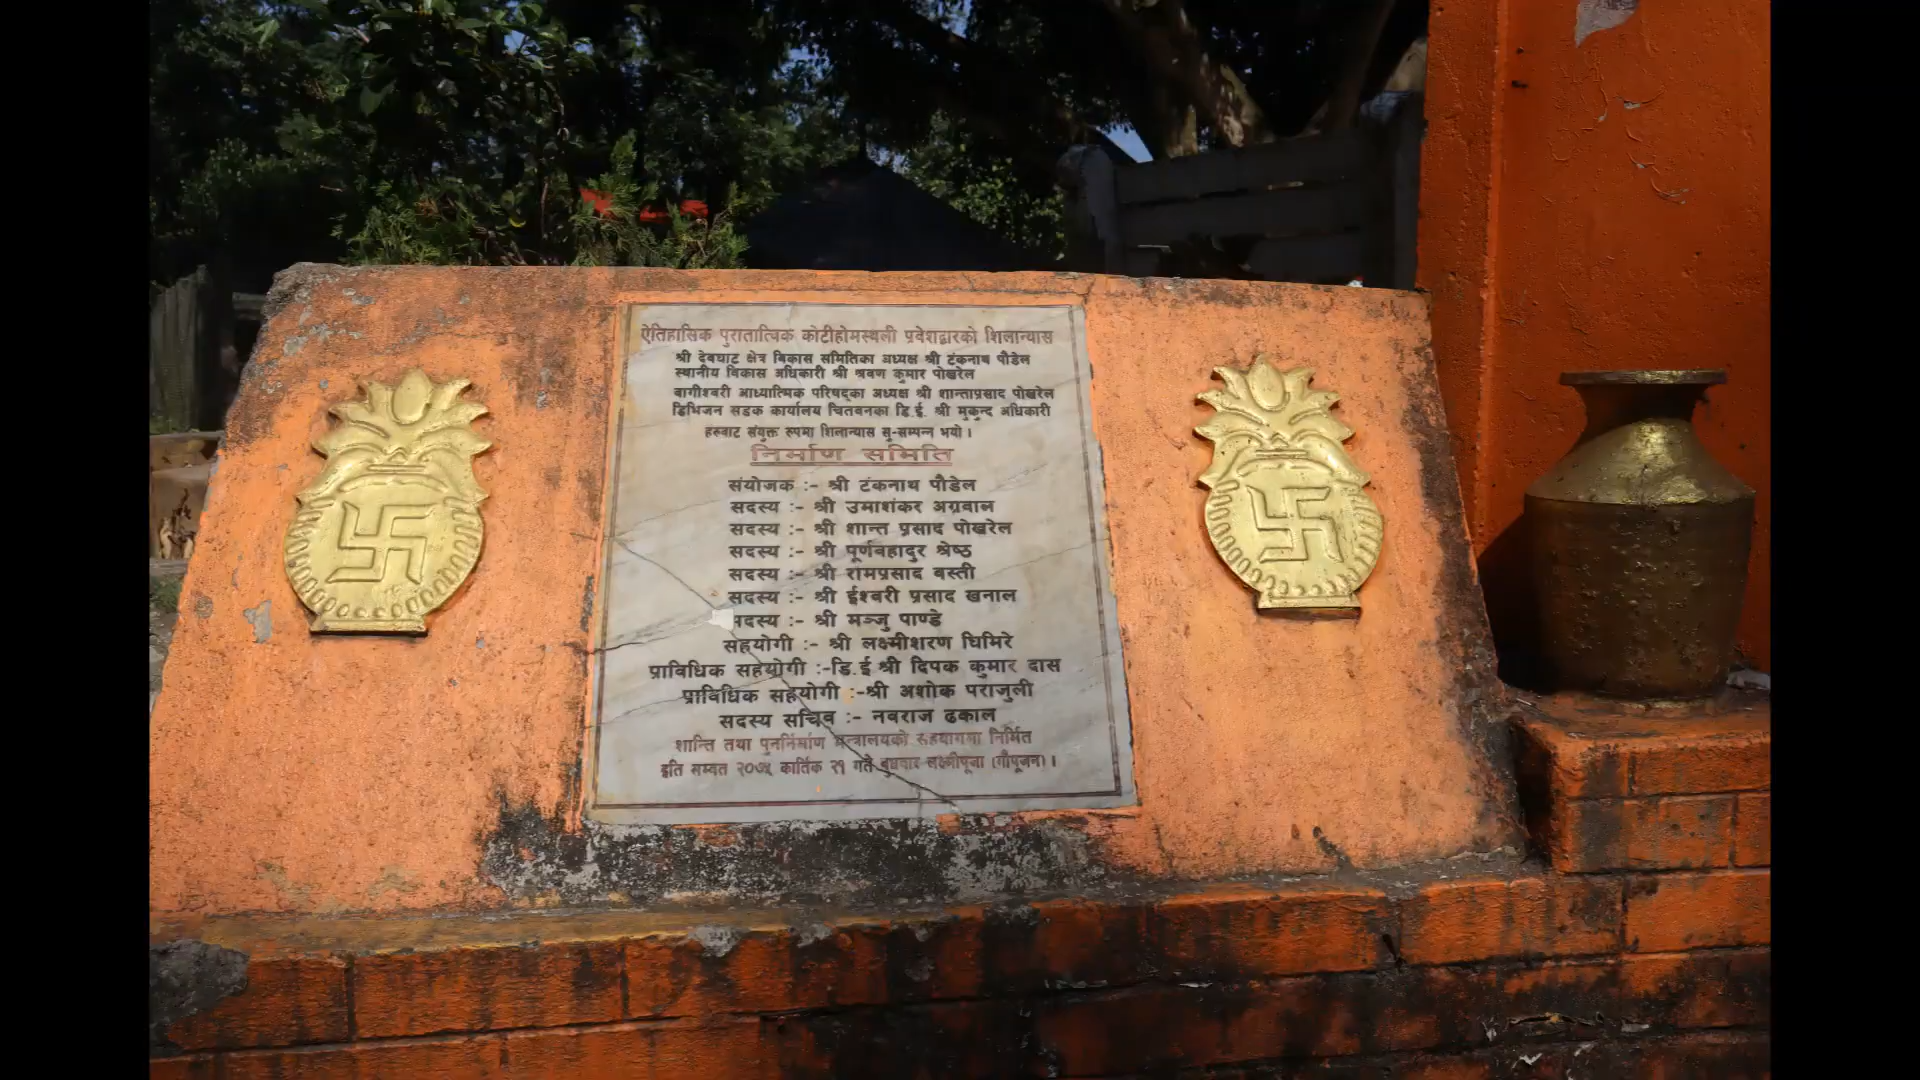 ऐतिहासिक पुरातात्विक कोटीहोमस्थली प्रवेशद्वारको शिलान्यास
श्री देवघाट क्षेत्र बिकास समितिका अध्यक्ष श्री टंकनाथ पौडेल
स्थानीय विकास अधिकारी श्री श्रवण कुमार पोखरेल
बागीश्वरी आध्यात्मिक परिषद्का अध्यक्ष श्री शान्ताप्रसाद पोखरेल
डिभिजन सडक कार्यालय चितवनका डि.ई. श्री मुकुन्द अधिकारी
हरुबाट संयुक्त रुपमा शिलान्यास सु-सम्पन्न भयो ।
निर्माण समिति
संयोजक :- श्री टंकनाथ पौडेल
सदस्य :- श्री उमाशंकर अग्रवाल
सदस्य :- श्री शान्त प्रसाद पोखरेल
सदस्य :- श्री पूर्णबहादुर श्रेष्ठ
सदस्य :- श्री रामप्रसाद बस्ती
सदस्य :- श्री ईश्वरी प्रसाद खनाल
सदस्य :- श्री मञ्जु पाण्डे
सहयोगी :- श्री लक्ष्मीशरण घिमिरे
प्राविधिक सहयोगी :-डि.ई श्री दिपक कुमार दास
प्राविधिक सहयोगी :-श्री अशोक पराजुली
सदस्य सचिव :- नवराज ढकाल
शान्ति तथा पुनर्निर्माण मन्त्रालयको सहयोगमा निर्मित
इति सम्वत कार्तिक २१ गते बुधवार लक्ष्मीपूजा (गौपूजन) ।